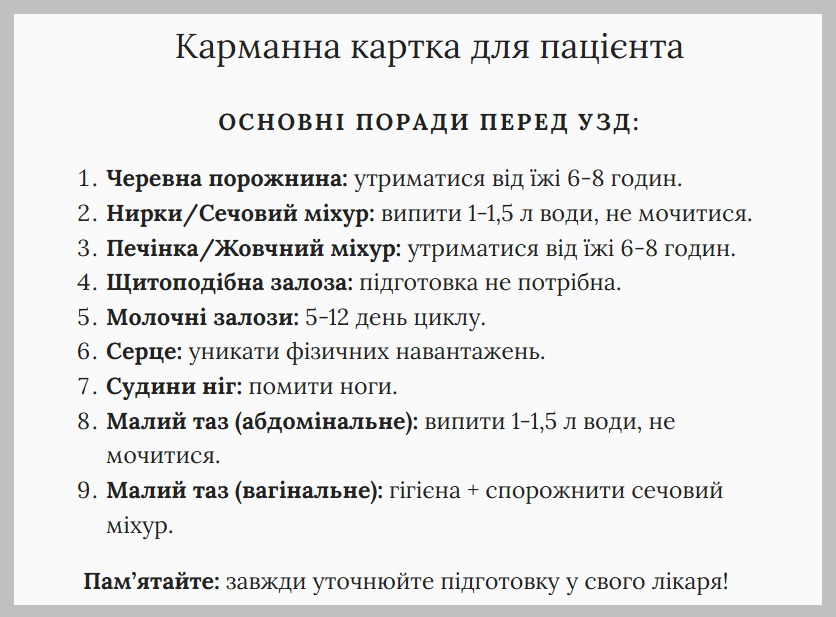 Карманна картка для пацієнта
ОСНОВНІ ПОРАДИ ПЕРЕД УЗД:
1. Черевна порожнина: утриматися від їжі 6-8 годин.
2. Нирки/Сечовий міхур: випити 1-1,5 л води, не мочитися.
3. Печінка/Жовчний міхур: утриматися від їжі 6-8 годин.
4. Щитоподібна залоза: підготовка не потрібна.
5. Молочні залози: 5-12 день циклу.
6. Серце: уникати фізичних навантажень.
7. Судини ніг: помити ноги.
8. Малий таз (абдомінальне): випити 1-1,5 л води, не
мочитися.
9. Малий таз (вагінальне): гігієна + спорожнити сечовий
міхур.
Пам’ятайте: завжди уточнюйте підготовку у свого лікаря!